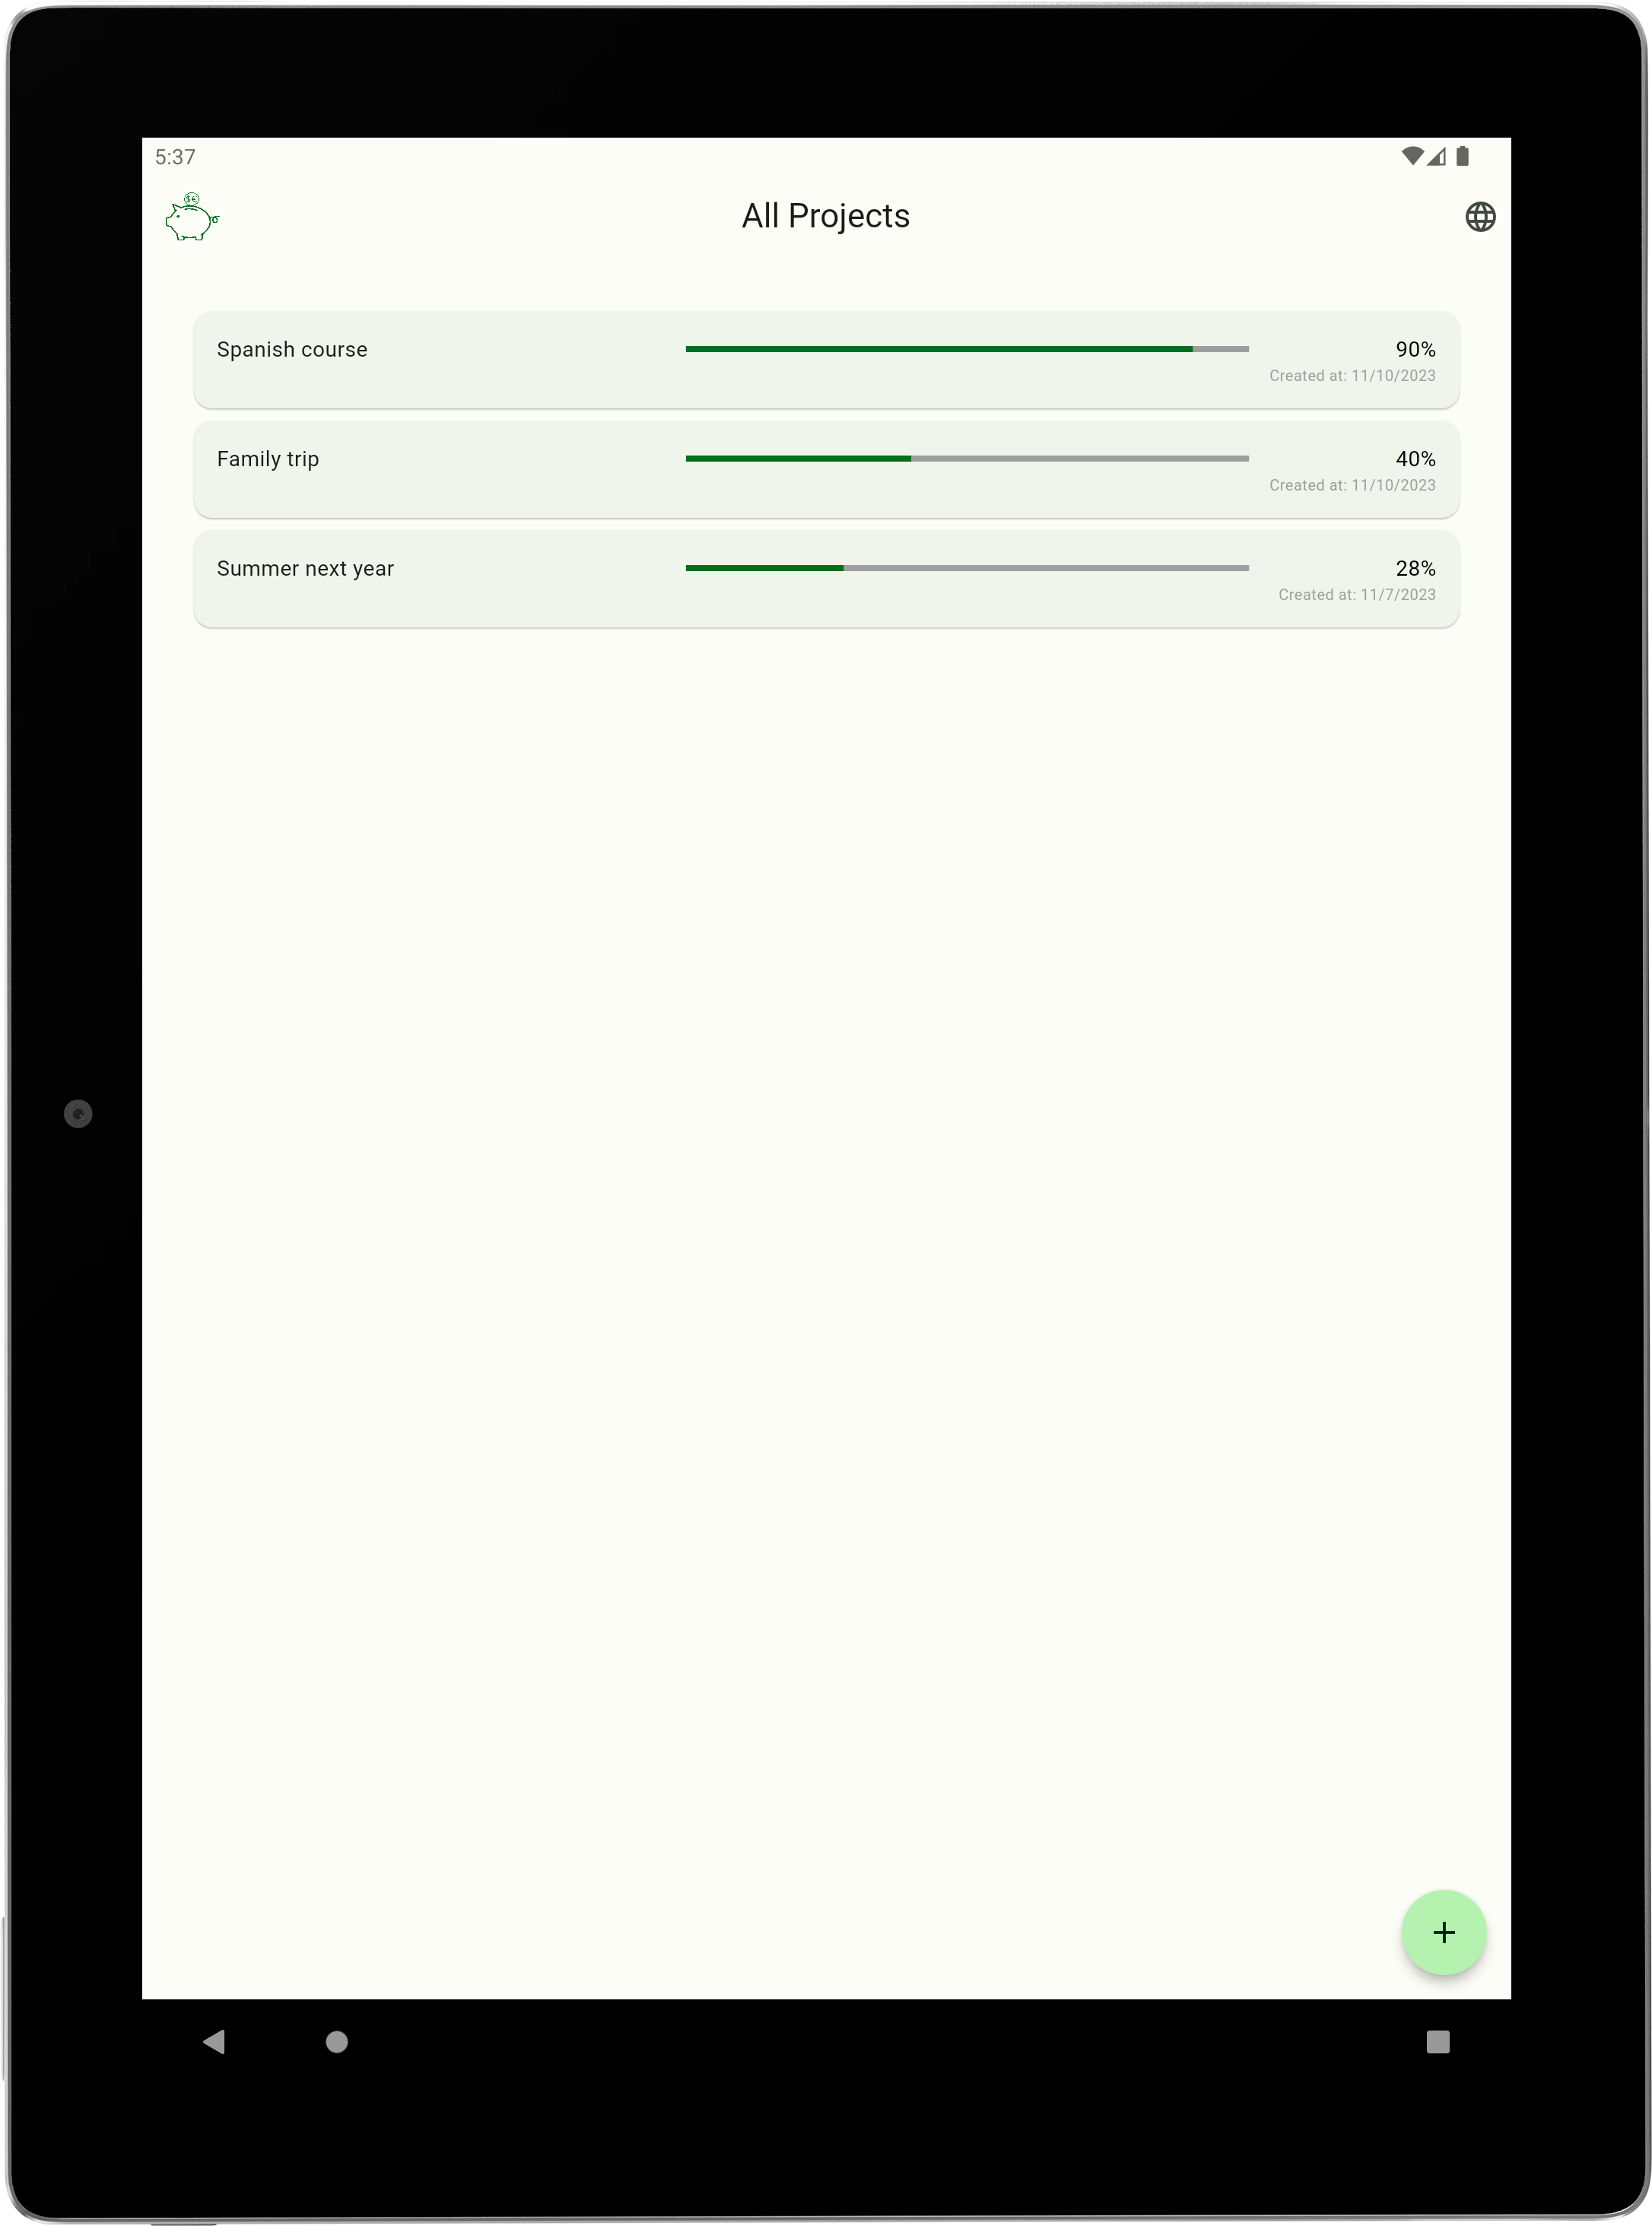 5:37
All Projects
Spanish course
90%
Created at: 11/10/2023
Family trip
40%
Created at: 11/10/2023
Summer next year
28%
Created at: 11/7/2023